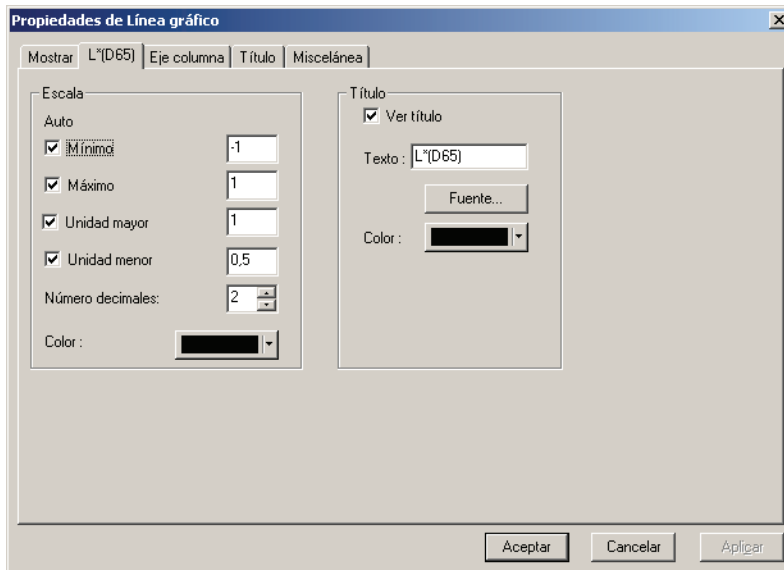 Propiedades de Línea gráfico
Mostrar L*(D65) Eje columna Título Miscelánea
Escala
Auto
Mínimo -1
Máximo 1
Unidad mayor 1
Unidad menor 0,5
Número decimales: 2
Color :
Título
Ver título
Texto : L*(D65)
Fuente...
Color :
Aceptar Cancelar Aplicar